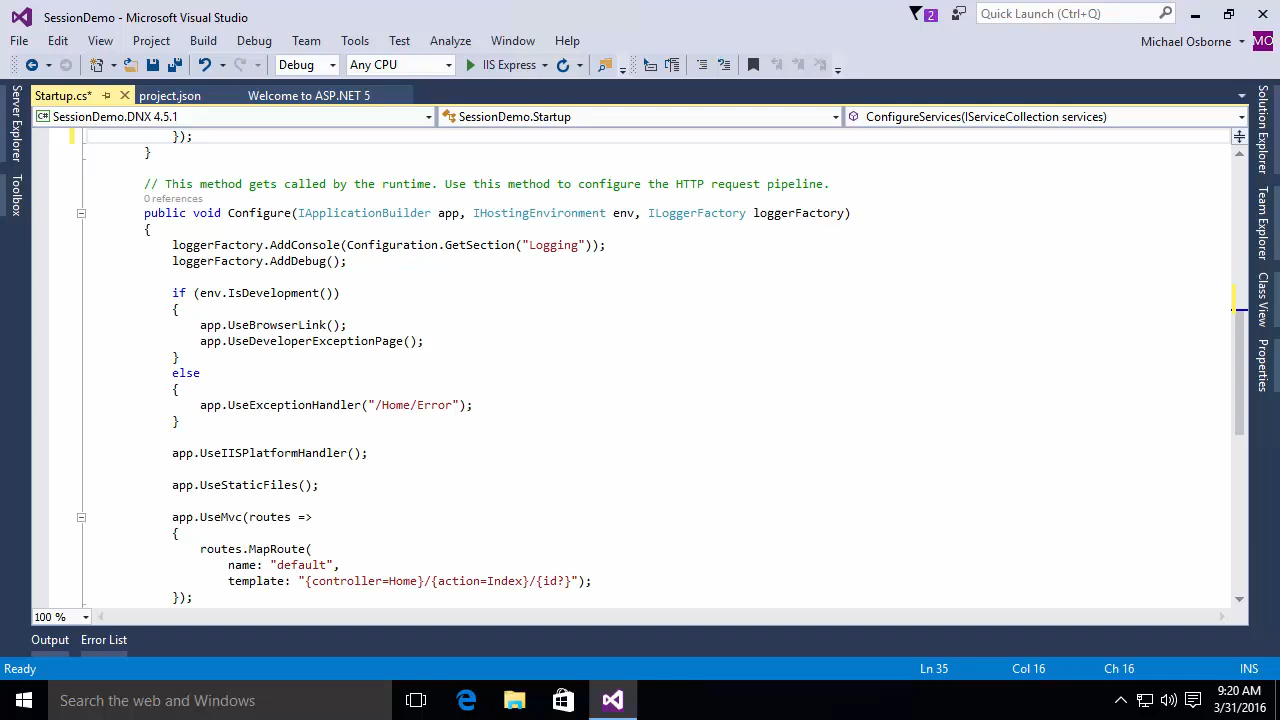 SessionDemo - Microsoft Visual Studio
2
Quick Launch (Ctrl+Q)
File Edit View Project Build Debug Team Tools Test Analyze Window Help
Michael Osborne
MO
Debug Any CPU IIS Express
Startup.cs* project.json Welcome to ASP.NET 5
SessionDemo.DNX 4.5.1 SessionDemo.Startup ConfigureServices(IServiceCollection services)
Server Explorer
Toolbox
Solution Explorer
Team Explorer
Class View
Properties
});
}
// This method gets called by the runtime. Use this method to configure the HTTP request pipeline.
0 references
public void Configure(IApplicationBuilder app, IHostingEnvironment env, ILoggerFactory loggerFactory)
{
loggerFactory.AddConsole(Configuration.GetSection("Logging"));
loggerFactory.AddDebug();
if (env.IsDevelopment())
{
app.UseBrowserLink();
app.UseDeveloperExceptionPage();
}
else
{
app.UseExceptionHandler("/Home/Error");
}
app.UseIISPlatformHandler();
app.UseStaticFiles();
app.UseMvc(routes =>
{
routes.MapRoute(
name: "default",
template: "{controller=Home}/{action=Index}/{id?}");
});
100 %
Output Error List
Ready Ln 35 Col 16 Ch 16 INS
Search the web and Windows
9:20 AM
3/31/2016